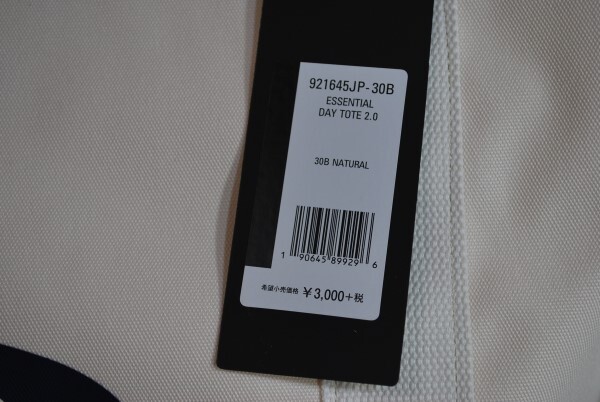 921645JP-30B
ESSENTIAL
DAY TOTE 2.0
30B NATURAL
1 90645 89929 6
希望小売価格 ¥3,000+税